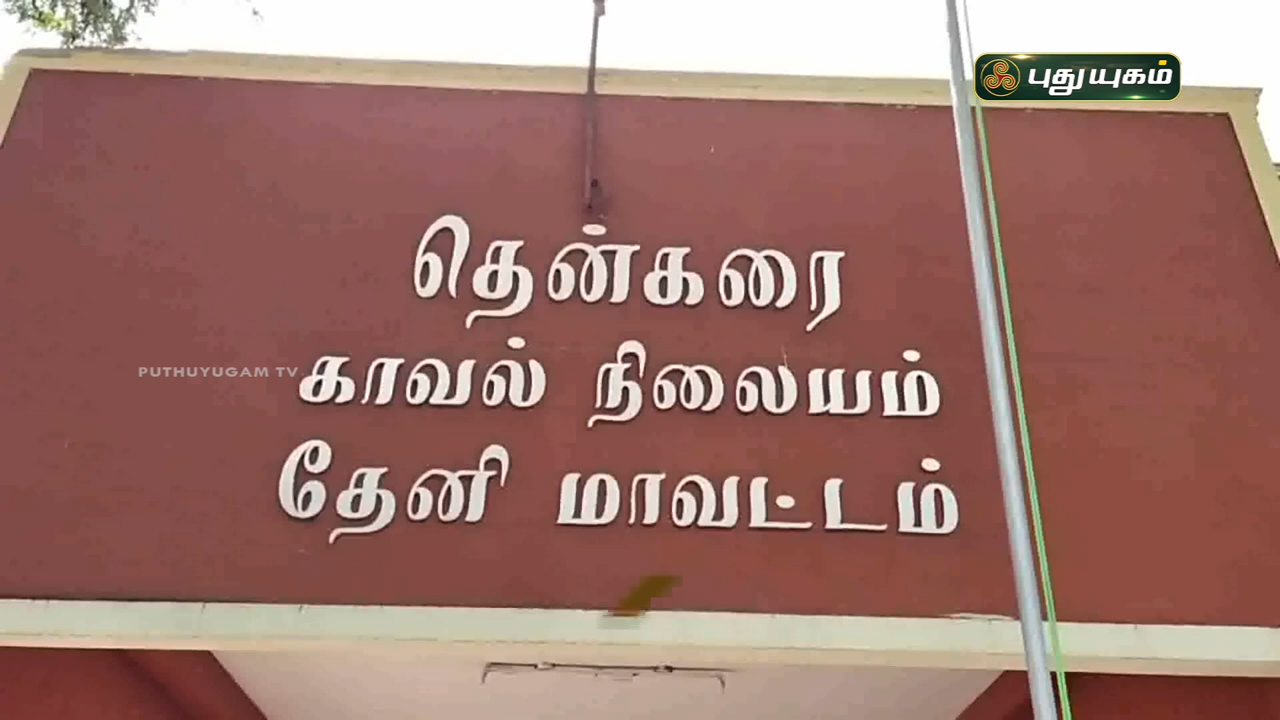 புதுயுகம்
தென்கரை
காவல் நிலையம்
PUTHUYUGAM TV
தேனி மாவட்டம்